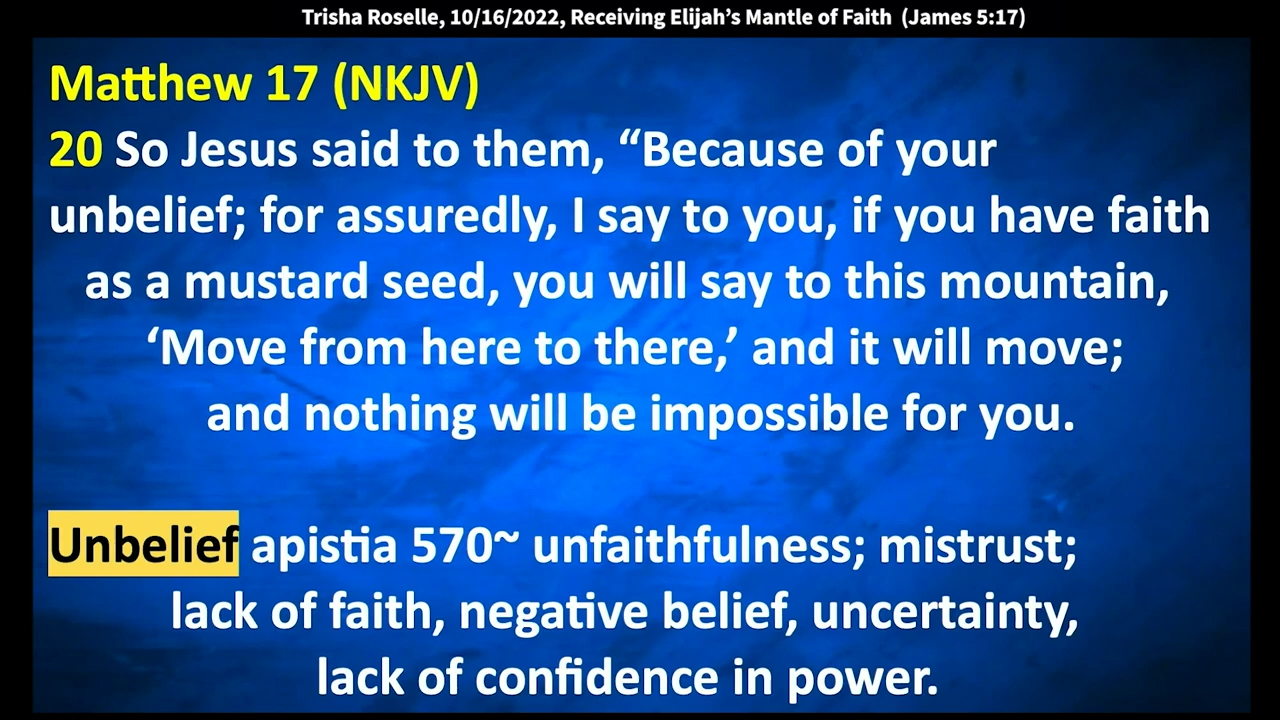 Trisha Roselle, 10/16/2022, Receiving Elijah’s Mantle of Faith (James 5:17)
Matthew 17 (NKJV)
20 So Jesus said to them, “Because of your
unbelief; for assuredly, I say to you, if you have faith
as a mustard seed, you will say to this mountain,
‘Move from here to there,’ and it will move;
and nothing will be impossible for you.
Unbelief apistia 570~ unfaithfulness; mistrust;
lack of faith, negative belief, uncertainty,
lack of confidence in power.